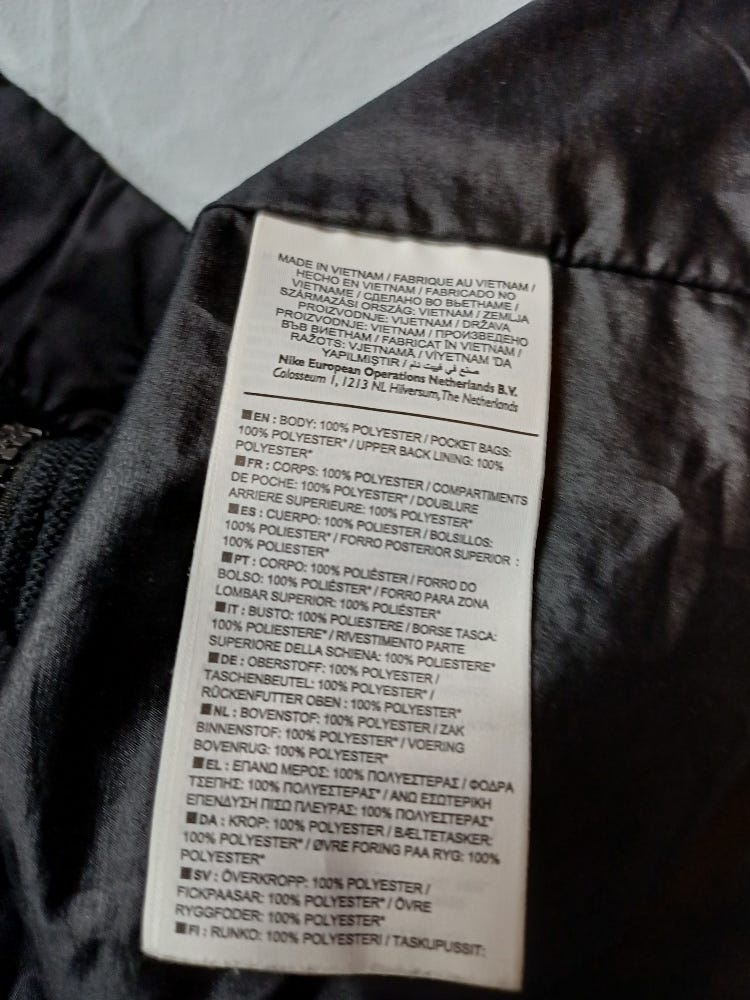 MADE IN VIETNAM / FABRIQUE AU VIETNAM /
HECHO EN VIETNAM / FABRICADO NO
VIETNAME / СДЕЛАНО ВО ВЬЕТНАМЕ /
SZÁRMAZÁSI ORSZÁG: VIETNAM / ZEMLJA
PROIZVODNJE: VIJETNAM / DRŽAVA
PROIZVODNJE: VIETNAM / ПРОИЗВЕДЕНО
ВЪВ ВИЕТНАМ / FABRICAT ÎN VIETNAM /
RAŽOTS: VJETNAMĀ / VİYETNAM 'DA
YAPILMIŞTIR / صنع في فييت نام
Nike European Operations Netherlands B.V.
Colosseum 1, 1213 NL Hilversum, The Netherlands
■EN : BODY: 100% POLYESTER / POCKET BAGS:
100% POLYESTER* / UPPER BACK LINING: 100%
POLYESTER*
■FR : CORPS: 100% POLYESTER / COMPARTIMENTS
DE POCHE: 100% POLYESTER* / DOUBLURE
ARRIERE SUPERIEURE: 100% POLYESTER*
■ES : CUERPO: 100% POLIESTER / BOLSILLOS:
100% POLIESTER* / FORRO POSTERIOR SUPERIOR :
100% POLIESTER*
■PT : CORPO: 100% POLIÉSTER / FORRO DO
BOLSO: 100% POLIÉSTER* / FORRO PARA ZONA
LOMBAR SUPERIOR: 100% POLIÉSTER*
■IT : BUSTO: 100% POLIESTERE / BORSE TASCA:
100% POLIESTERE* / RIVESTIMENTO PARTE
SUPERIORE DELLA SCHIENA: 100% POLIESTERE*
■DE : OBERSTOFF: 100% POLYESTER /
TASCHENBEUTEL: 100% POLYESTER* /
RÜCKENFUTTER OBEN : 100% POLYESTER*
■NL : BOVENSTOF: 100% POLYESTER / ZAK
BINNENSTOF: 100% POLYESTER* / VOERING
BOVENRUG: 100% POLYESTER*
■EL : ΕΠΑΝΩ ΜΕΡΟΣ: 100% ΠΟΛΥΕΣΤΕΡΑΣ / ΦΟΔΡΑ
ΤΣΕΠΗΣ: 100% ΠΟΛΥΕΣΤΕΡΑΣ* / ΑΝΩ ΕΣΩΤΕΡΙΚΗ
ΕΠΕΝΔΥΣΗ ΠΙΣΩ ΠΛΕΥΡΑΣ: 100% ΠΟΛΥΕΣΤΕΡΑΣ*
■DA : KROP: 100% POLYESTER / BÆLTETASKER:
100% POLYESTER* / ØVRE FORING PAA RYG: 100%
POLYESTER*
■SV : ÖVERKROPP: 100% POLYESTER /
FICKPAASAR: 100% POLYESTER* / ÖVRE
RYGGFODER: 100% POLYESTER*
■FI : RUNKO: 100% POLYESTERI / TASKUPUSSIT: